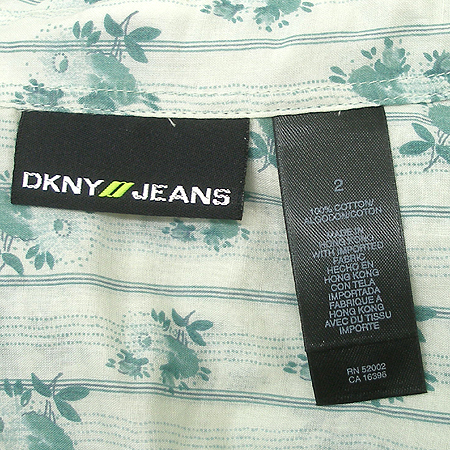 DKNY JEANS
2
100% COTTON/
ALGODON/COTON
MADE IN
HONG KONG
WITH IMPORTED
FABRIC
HECHO EN
HONG KONG
CON TELA
IMPORTADA
FABRIQUE A
HONG KONG
AVEC DU TISSU
IMPORTE
RN 52002
CA 16396